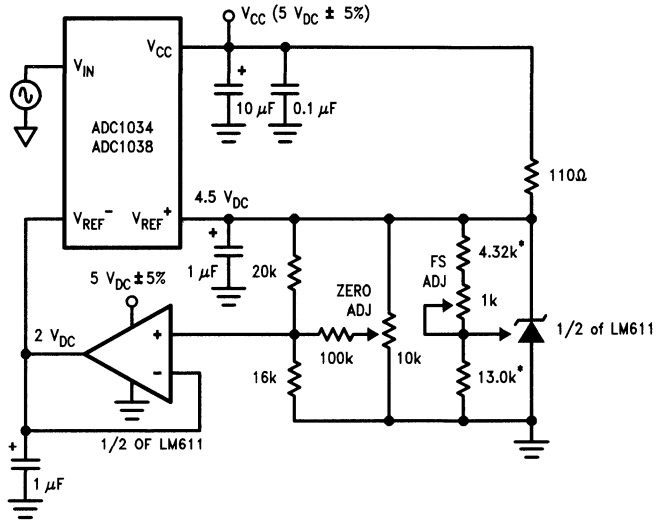 V_CC (5 V_DC ± 5%)
V_CC
V_IN
+
10 μF
0.1 μF
ADC1034
ADC1038
110Ω
4.5 V_DC
V_REF⁻
V_REF⁺
+
1 μF
20k
4.32k*
FS
ADJ
1k
5 V_DC ±5%
ZERO
ADJ
2 V_DC
+
−
100k
10k
1/2 of LM611
16k
13.0k*
1/2 OF LM611
+
1 μF